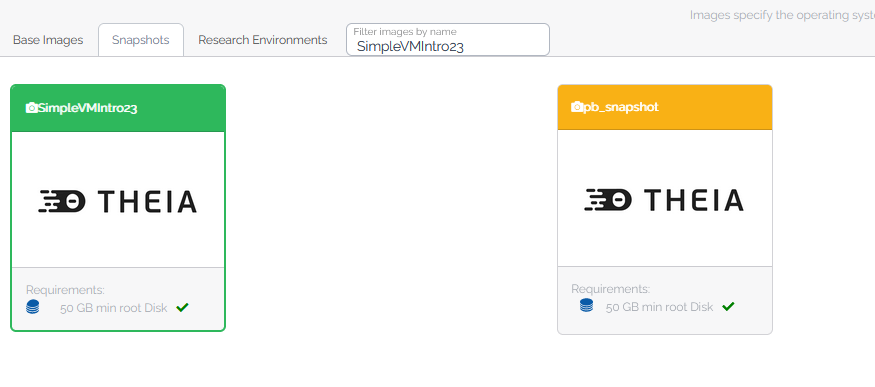 Images specify the operating syste
Base Images
Snapshots
Research Environments
Filter images by name
SimpleVMIntro23
SimpleVMIntro23
THEIA
Requirements:
50 GB min root Disk
pb_snapshot
THEIA
Requirements:
50 GB min root Disk